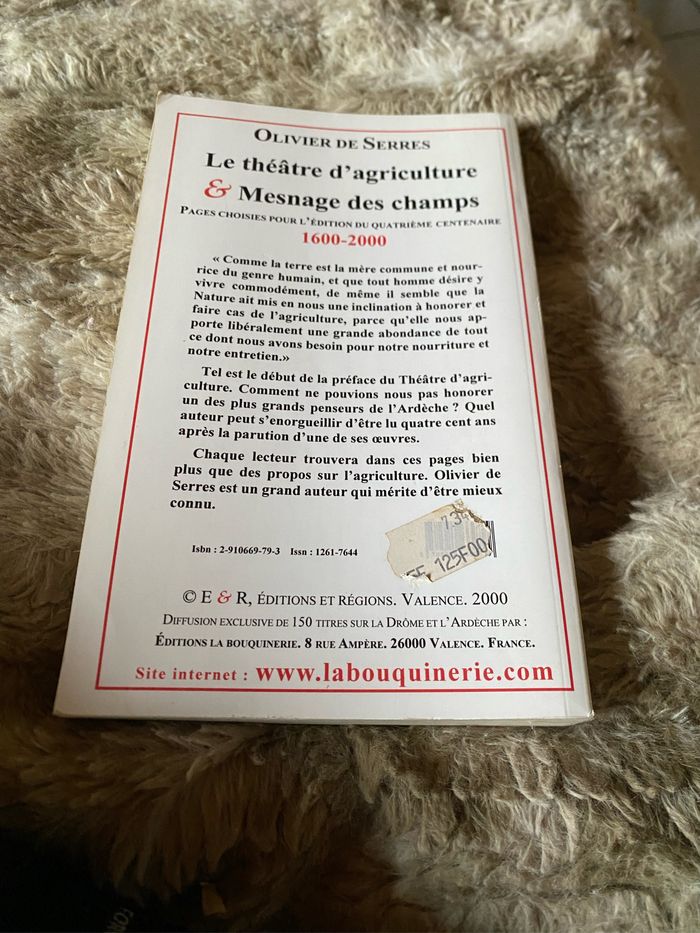 OLIVIER DE SERRES
Le théâtre d'agriculture
& Mesnage des champs
PAGES CHOISIES POUR L'ÉDITION DU QUATRIÈME CENTENAIRE
1600-2000
« Comme la terre est la mère commune et nour-
rice du genre humain, et que tout homme désire y
vivre commodément, de même il semble que la
Nature ait mis en nous une inclination à honorer et
faire cas de l'agriculture, parce qu'elle nous ap-
porte libéralement une grande abondance de tout
ce dont nous avons besoin pour notre nourriture et
notre entretien.»
Tel est le début de la préface du Théâtre d'agri-
culture. Comment ne pouvions nous pas honorer
un des plus grands penseurs de l'Ardèche ? Quel
auteur peut s'enorgueillir d'être lu quatre cent ans
après la parution d'une de ses œuvres.
Chaque lecteur trouvera dans ces pages bien
plus que des propos sur l'agriculture. Olivier de
Serres est un grand auteur qui mérite d'être mieux
connu.
Isbn : 2-910669-79-3 Issn : 1261-7644
125F00
© E & R, ÉDITIONS ET RÉGIONS. VALENCE. 2000
DIFFUSION EXCLUSIVE DE 150 TITRES SUR LA DRÔME ET L'ARDÈCHE PAR :
ÉDITIONS LA BOUQUINERIE. 8 RUE AMPÈRE. 26000 VALENCE. FRANCE.
Site internet : www.labouquinerie.com